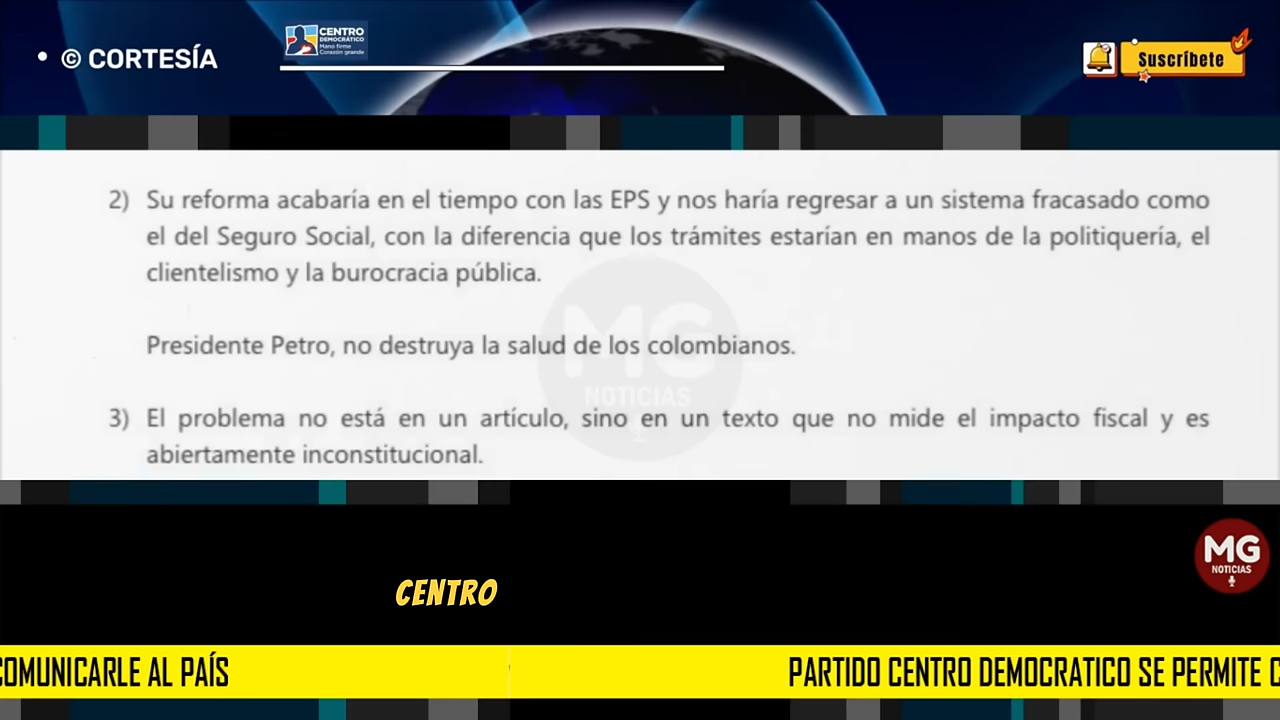 © CORTESÍA
CENTRO
DEMOCRÁTICO
Mano firme
Corazón grande
Suscríbete
2) Su reforma acabaría en el tiempo con las EPS y nos haría regresar a un sistema fracasado como
el del Seguro Social, con la diferencia que los trámites estarían en manos de la politiquería, el
clientelismo y la burocracia pública.
Presidente Petro, no destruya la salud de los colombianos.
3) El problema no está en un artículo, sino en un texto que no mide el impacto fiscal y es
abiertamente inconstitucional.
MG
NOTICIAS
MG
NOTICIAS
CENTRO
COMUNICARLE AL PAÍS
PARTIDO CENTRO DEMOCRATICO SE PERMITE C